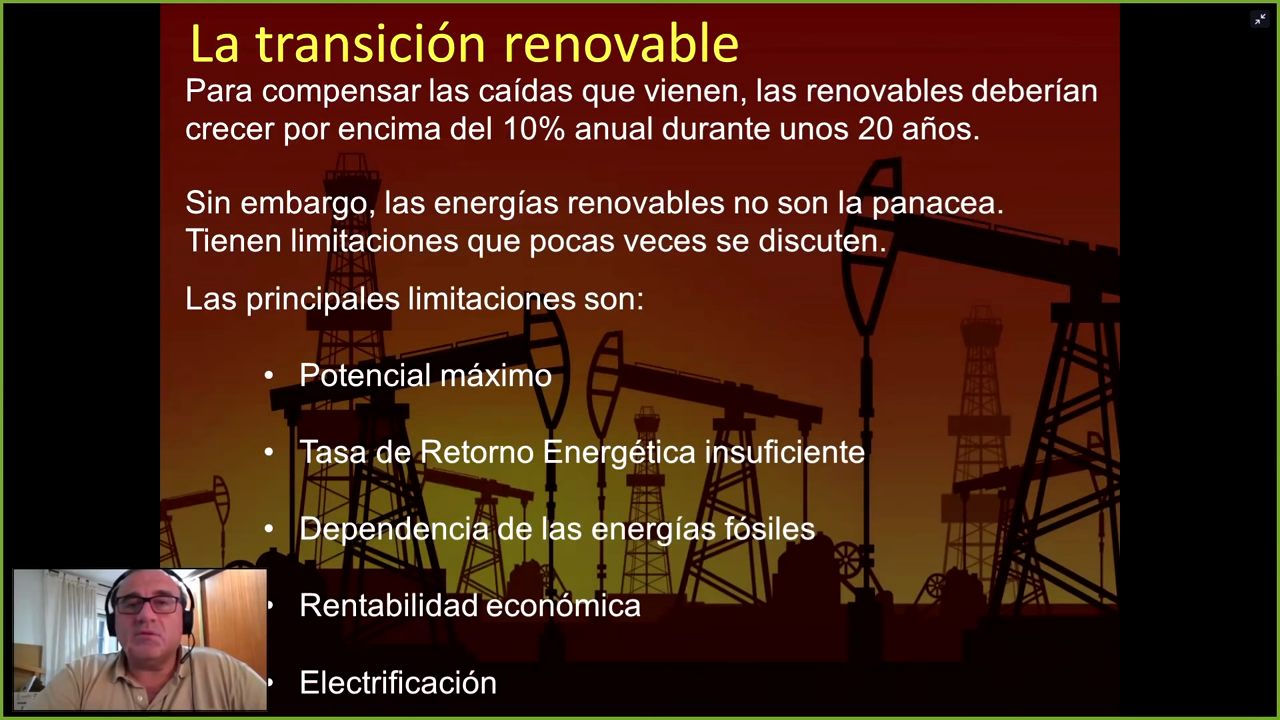 La transición renovable
Para compensar las caídas que vienen, las renovables deberían
crecer por encima del 10% anual durante unos 20 años.
Sin embargo, las energías renovables no son la panacea.
Tienen limitaciones que pocas veces se discuten.
Las principales limitaciones son:
• Potencial máximo
• Tasa de Retorno Energética insuficiente
• Dependencia de las energías fósiles
• Rentabilidad económica
• Electrificación